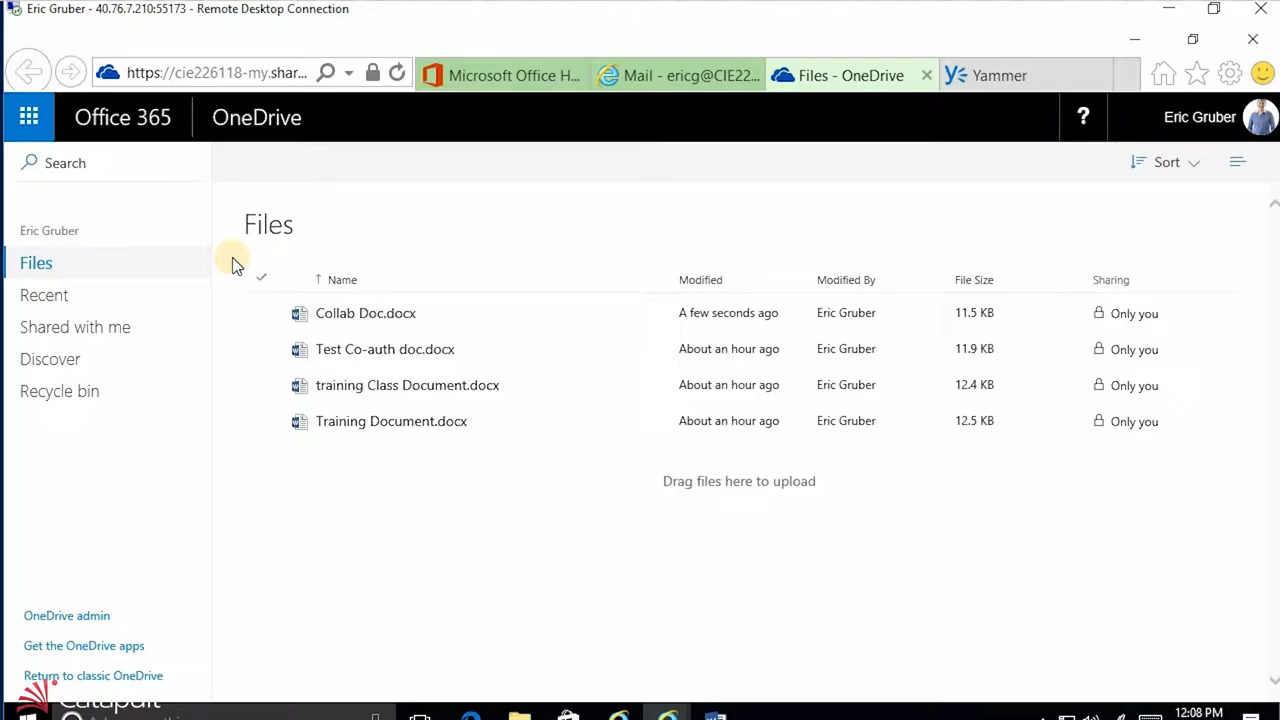 Eric Gruber - 40.76.7.210:55173 - Remote Desktop Connection
https://cie226118-my.shar...
Microsoft Office H...
Mail - ericg@CIE22...
Files - OneDrive
Yammer
Office 365
OneDrive
?
Eric Gruber
Search
Sort
Eric Gruber
Files
Recent
Shared with me
Discover
Recycle bin
Files
Name Modified Modified By File Size Sharing
Collab Doc.docx A few seconds ago Eric Gruber 11.5 KB Only you
Test Co-auth doc.docx About an hour ago Eric Gruber 11.9 KB Only you
training Class Document.docx About an hour ago Eric Gruber 12.4 KB Only you
Training Document.docx About an hour ago Eric Gruber 12.5 KB Only you
Drag files here to upload
OneDrive admin
Get the OneDrive apps
Return to classic OneDrive
Catapult
12:08 PM